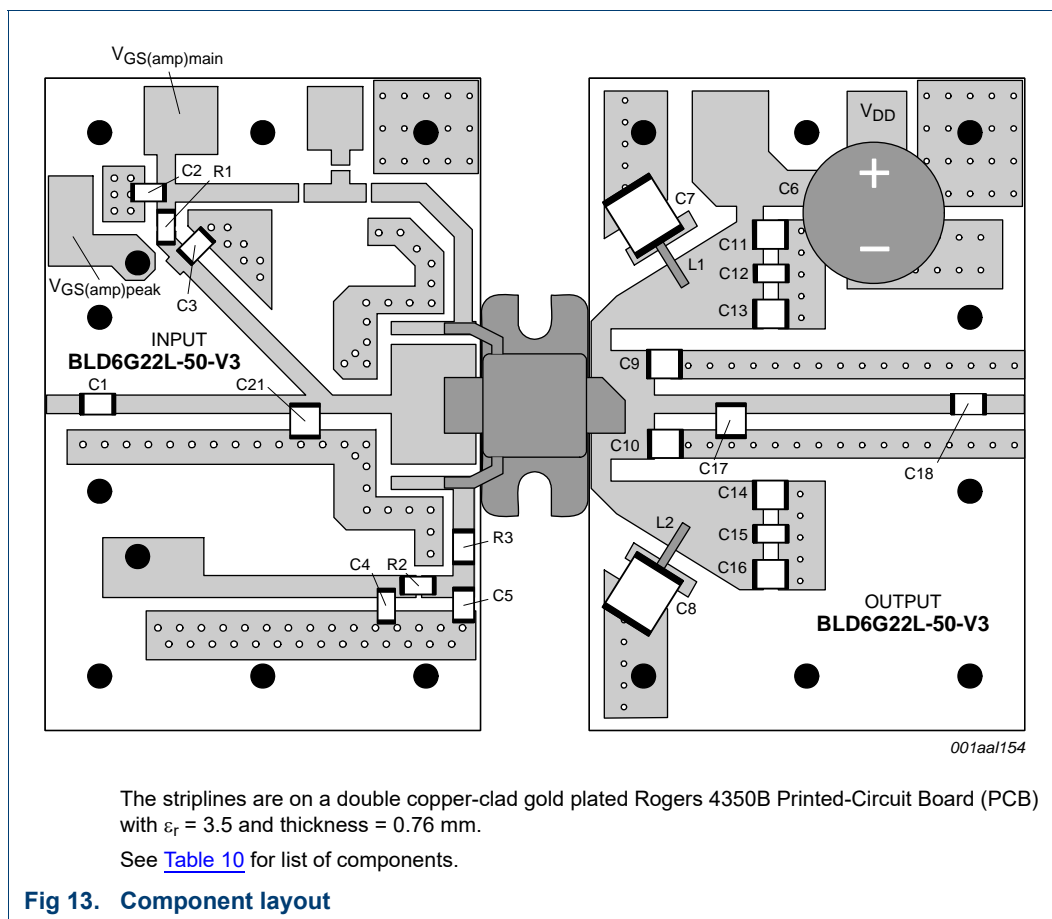 VGS(amp)main
VDD
C2
R1
C6
C7
C11
L1
C12
VGS(amp)peak
C3
C13
INPUT
BLD6G22L-50-V3
C9
C1
C21
C10
C17
C18
C14
L2
C15
R3
C4
R2
C16
C5
C8
OUTPUT
BLD6G22L-50-V3
001aal154
The striplines are on a double copper-clad gold plated Rogers 4350B Printed-Circuit Board (PCB)
with εr = 3.5 and thickness = 0.76 mm.
See Table 10 for list of components.
Fig 13. Component layout